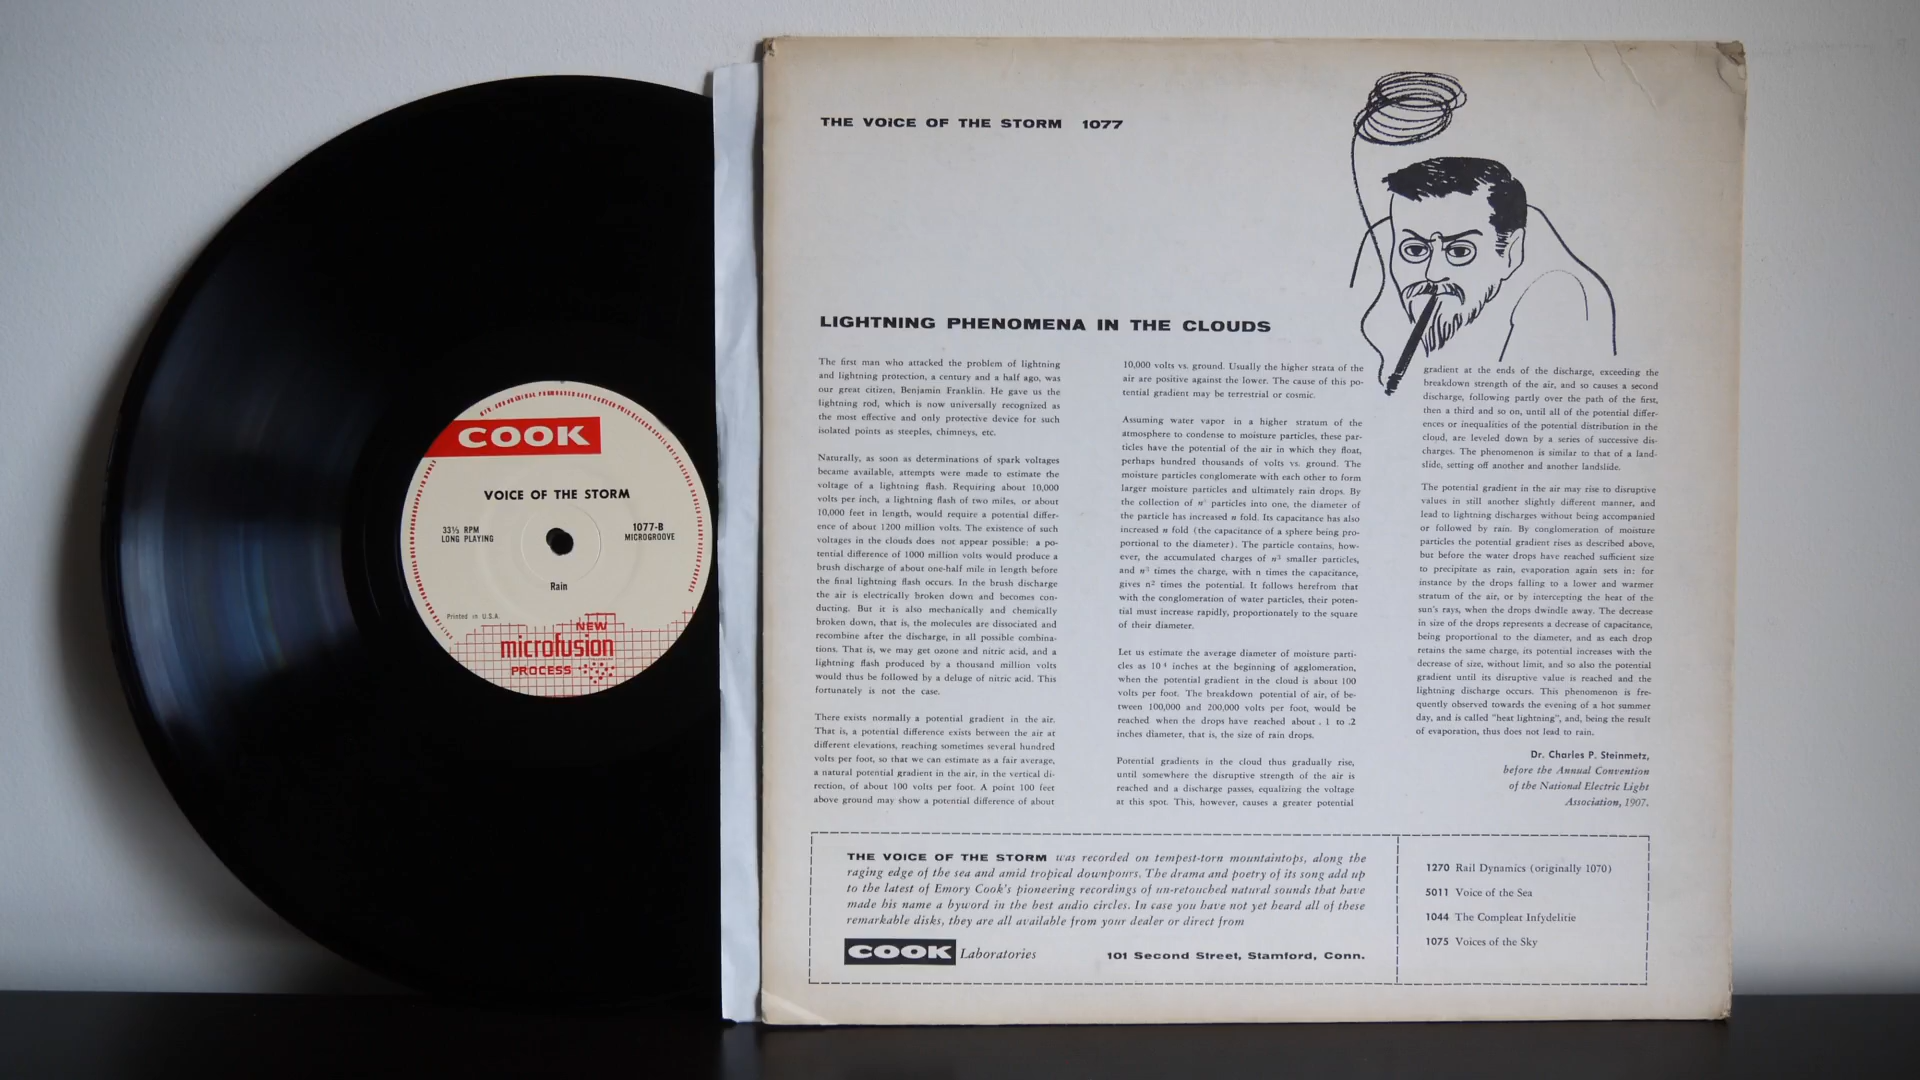 COOK
VOICE OF THE STORM
33⅓ RPM
LONG PLAYING
1077-B
MICROGROOVE
Rain
Printed in U.S.A.
NEW
microfusion
PROCESS
THE VOICE OF THE STORM 1077
LIGHTNING PHENOMENA IN THE CLOUDS
The first man who attacked the problem of lightning
and lightning protection, a century and a half ago, was
our great citizen, Benjamin Franklin. He gave us the
lightning rod, which is now universally recognized as
the most effective and only protective device for such
isolated points as steeples, chimneys, etc.
Naturally, as soon as determinations of spark voltages
became available, attempts were made to estimate the
voltage of a lightning flash. Requiring about 10,000
volts per inch, a lightning flash of two miles, or about
10,000 feet in length, would require a potential differ-
ence of about 1200 million volts. The existence of such
voltages in the clouds does not appear possible: a po-
tential difference of 1000 million volts would produce a
brush discharge of about one-half mile in length before
the final lightning flash occurs. In the brush discharge
the air is electrically broken down and becomes con-
ducting. But it is also mechanically and chemically
broken down, that is, the molecules are dissociated and
recombine after the discharge, in all possible combina-
tions. That is, we may get ozone and nitric acid, and a
lightning flash produced by a thousand million volts
would thus be followed by a deluge of nitric acid. This
fortunately is not the case.
There exists normally a potential gradient in the air.
That is, a potential difference exists between the air at
different elevations, reaching sometimes several hundred
volts per foot, so that we can estimate as a fair average,
a natural potential gradient in the air, in the vertical di-
rection, of about 100 volts per foot. A point 100 feet
above ground may show a potential difference of about
10,000 volts vs. ground. Usually the higher strata of the
air are positive against the lower. The cause of this po-
tential gradient may be terrestrial or cosmic.
Assuming water vapor in a higher stratum of the
atmosphere to condense to moisture particles, these par-
ticles have the potential of the air in which they float,
perhaps hundred thousands of volts vs. ground. The
moisture particles conglomerate with each other to form
larger moisture particles and ultimately rain drops. By
the collection of n³ particles into one, the diameter of
the particle has increased n fold. Its capacitance has also
increased n fold (the capacitance of a sphere being pro-
portional to the diameter). The particle contains, how-
ever, the accumulated charges of n³ smaller particles,
and n³ times the charge, with n times the capacitance,
gives n² times the potential. It follows herefrom that
with the conglomeration of water particles, their poten-
tial must increase rapidly, proportionately to the square
of their diameter.
Let us estimate the average diameter of moisture parti-
cles as 10⁻⁴ inches at the beginning of agglomeration,
when the potential gradient in the cloud is about 100
volts per foot. The breakdown potential of air, of be-
tween 100,000 and 200,000 volts per foot, would be
reached when the drops have reached about .1 to .2
inches diameter, that is, the size of rain drops.
Potential gradients in the cloud thus gradually rise,
until somewhere the disruptive strength of the air is
reached and a discharge passes, equalizing the voltage
at this spot. This, however, causes a greater potential
gradient at the ends of the discharge, exceeding the
breakdown strength of the air, and so causes a second
discharge, following partly over the path of the first,
then a third and so on, until all of the potential differ-
ences or inequalities of the potential distribution in the
cloud, are leveled down by a series of successive dis-
charges. The phenomenon is similar to that of a land-
slide, setting off another and another landslide.
The potential gradient in the air may rise to disruptive
values in still another slightly different manner, and
lead to lightning discharges without being accompanied
or followed by rain. By conglomeration of moisture
particles the potential gradient rises as described above,
but before the water drops have reached sufficient size
to precipitate as rain, evaporation again sets in: for
instance by the drops falling to a lower and warmer
stratum of the air, or by intercepting the heat of the
sun's rays, when the drops dwindle away. The decrease
in size of the drops represents a decrease of capacitance,
being proportional to the diameter, and as each drop
retains the same charge, its potential increases with the
decrease of size, without limit, and so also the potential
gradient until its disruptive value is reached and the
lightning discharge occurs. This phenomenon is fre-
quently observed towards the evening of a hot summer
day, and is called "heat lightning", and, being the result
of evaporation, thus does not lead to rain.
Dr. Charles P. Steinmetz,
before the Annual Convention
of the National Electric Light
Association, 1907.
THE VOICE OF THE STORM was recorded on tempest-torn mountaintops, along the
raging edge of the sea and amid tropical downpours. The drama and poetry of its song add up
to the latest of Emory Cook's pioneering recordings of un-retouched natural sounds that have
made his name a byword in the best audio circles. In case you have not yet heard all of these
remarkable disks, they are all available from your dealer or direct from
COOK Laboratories 101 Second Street, Stamford, Conn.
1270 Rail Dynamics (originally 1070)
5011 Voice of the Sea
1044 The Compleat Infydelitie
1075 Voices of the Sky